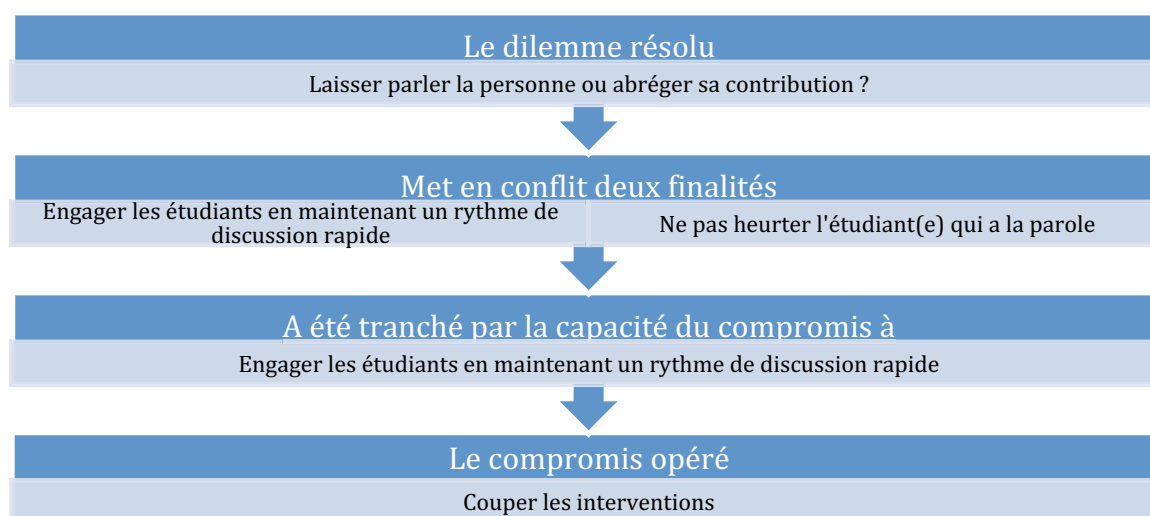 Le dilemme résolu
Laisser parler la personne ou abréger sa contribution ?
Met en conflit deux finalités
Engager les étudiants en maintenant un rythme de
discussion rapide
Ne pas heurter l'étudiant(e) qui a la parole
A été tranché par la capacité du compromis à
Engager les étudiants en maintenant un rythme de discussion rapide
Le compromis opéré
Couper les interventions